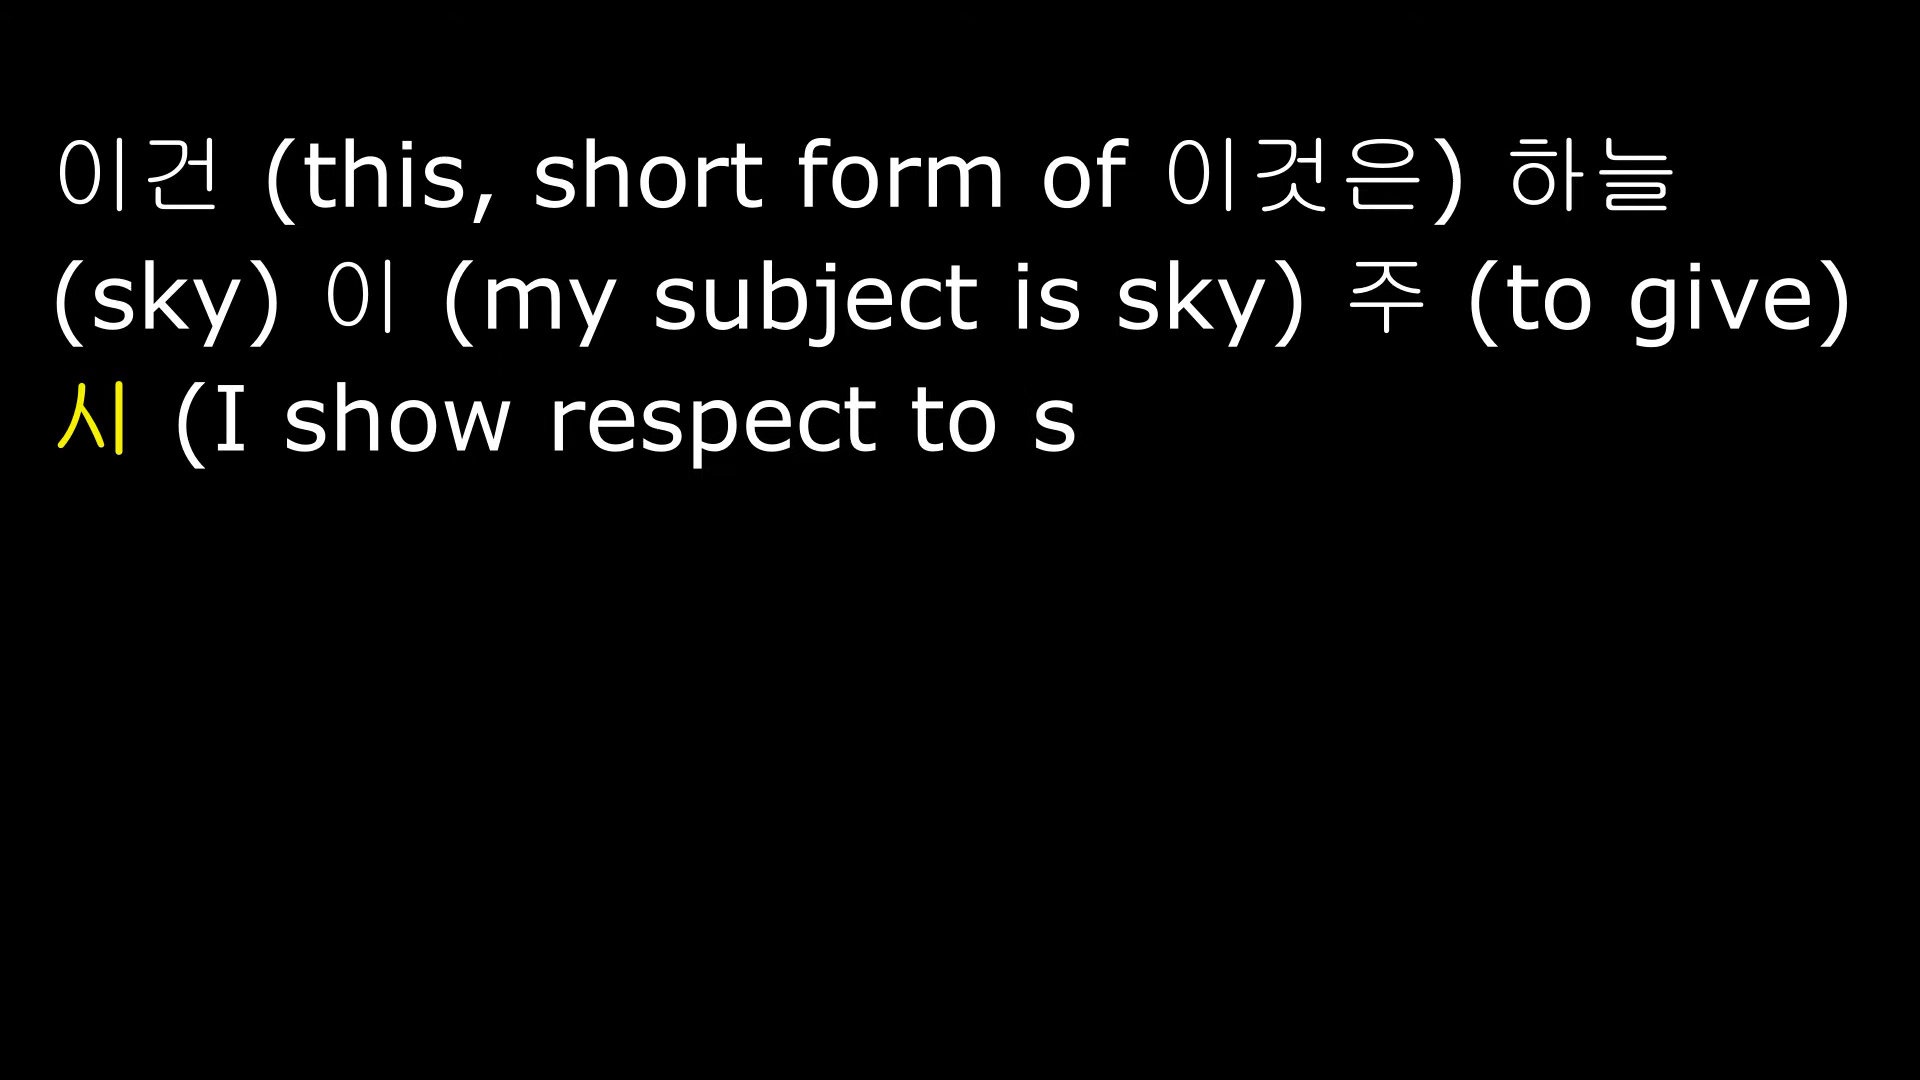 이건 (this, short form of 이것은) 하늘
(sky) 이 (my subject is sky) 주 (to give)
시 (I show respect to s